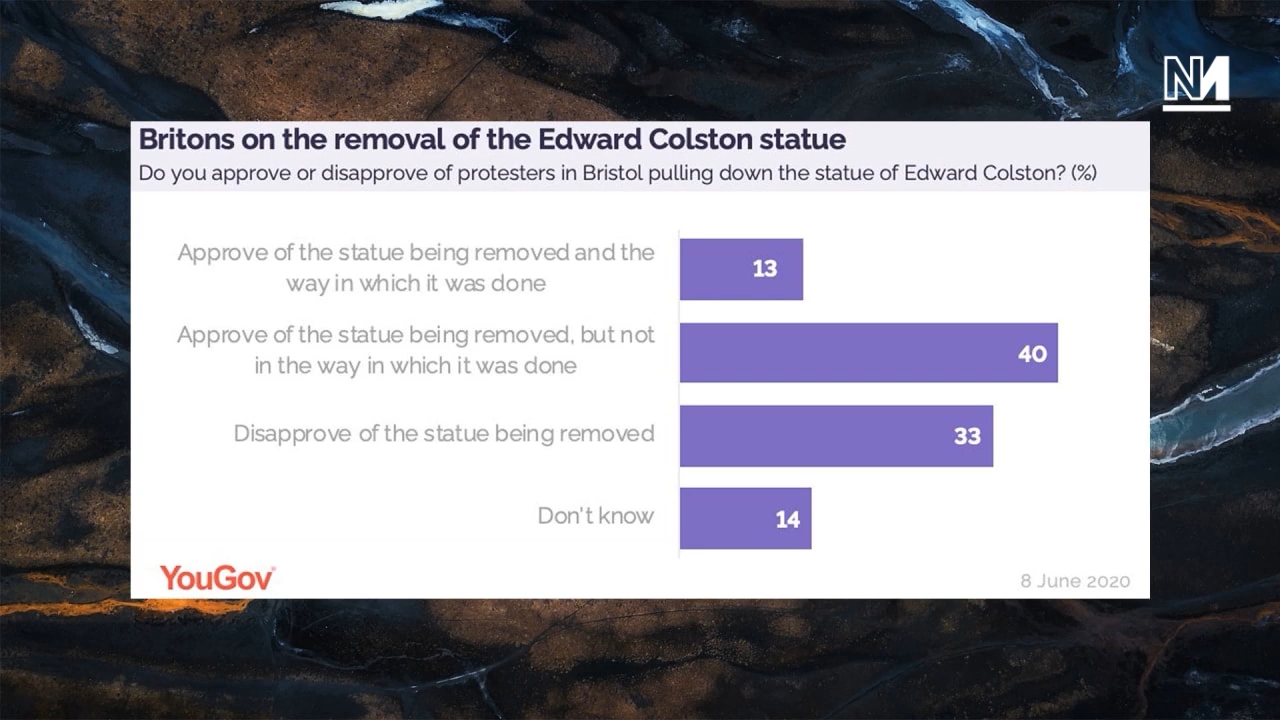 NM
Britons on the removal of the Edward Colston statue
Do you approve or disapprove of protesters in Bristol pulling down the statue of Edward Colston? (%)
Approve of the statue being removed and the
way in which it was done
13
Approve of the statue being removed, but not
in the way in which it was done
40
Disapprove of the statue being removed
33
Don't know
14
YouGov
8 June 2020